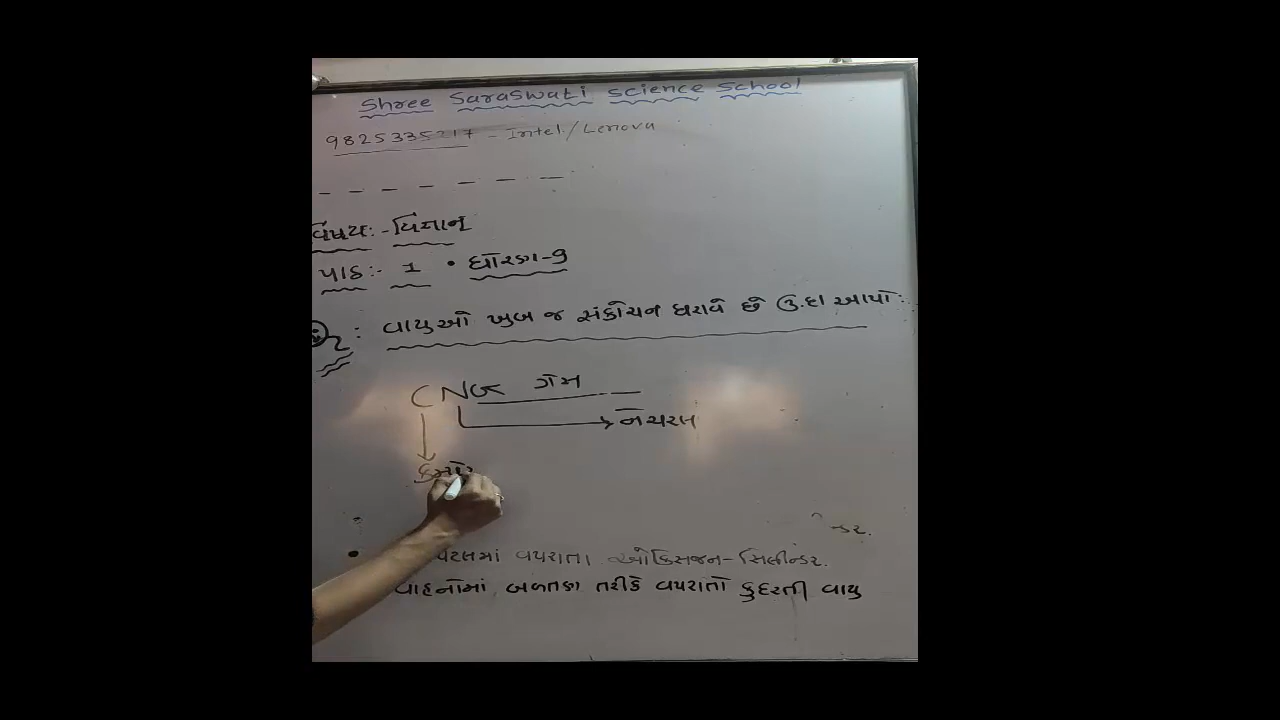 Shree Saraswati Science School
9825335217 - Intel/Lenova
વિષય:- વિજ્ઞાન
પાઠ:- 1 • ધોરણ-9
: વાયુઓ ખુબ જ સંકોચન ધરાવે છે ઉ.દા આપો:
CNG ગેસ
નેચરલ
વપરાતા ઓક્સિજન-સિલીન્ડર.
વાહનોમાં બળતણ તરીકે વપરાતો કુદરતી વાયુ